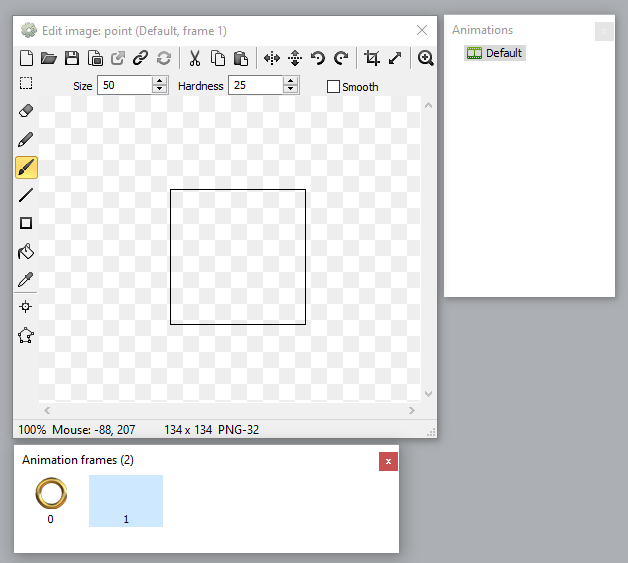 Edit image: point (Default, frame 1)
Animations
Default
Size 50 Hardness 25 Smooth
100% Mouse: -88, 207 134 x 134 PNG-32
Animation frames (2)
x
0
1